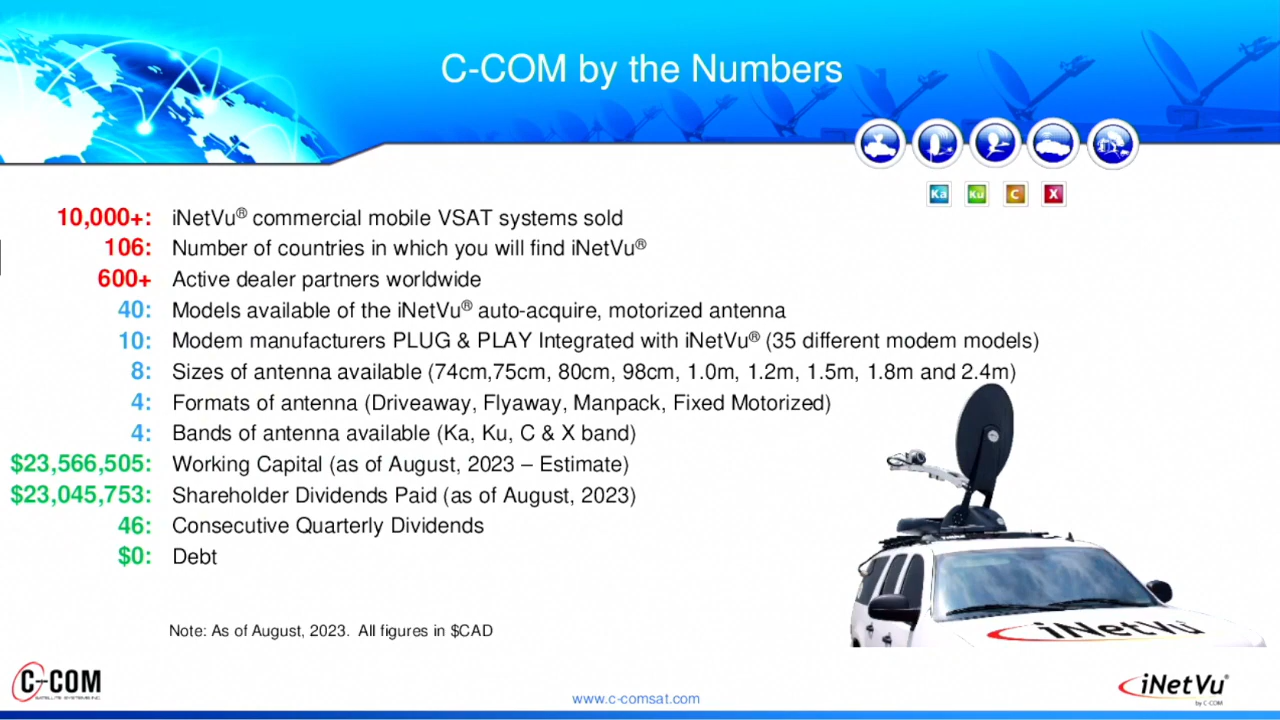 C-COM by the Numbers
Ka Ku C X
10,000+: iNetVu® commercial mobile VSAT systems sold
106: Number of countries in which you will find iNetVu®
600+ Active dealer partners worldwide
40: Models available of the iNetVu® auto-acquire, motorized antenna
10: Modem manufacturers PLUG & PLAY Integrated with iNetVu® (35 different modem models)
8: Sizes of antenna available (74cm,75cm, 80cm, 98cm, 1.0m, 1.2m, 1.5m, 1.8m and 2.4m)
4: Formats of antenna (Driveaway, Flyaway, Manpack, Fixed Motorized)
4: Bands of antenna available (Ka, Ku, C & X band)
$23,566,505: Working Capital (as of August, 2023 – Estimate)
$23,045,753: Shareholder Dividends Paid (as of August, 2023)
46: Consecutive Quarterly Dividends
$0: Debt
iNetVu
Note: As of August, 2023. All figures in $CAD
C-COM
SATELLITE SYSTEMS INC.
www.c-comsat.com
iNetVu®
by C-COM